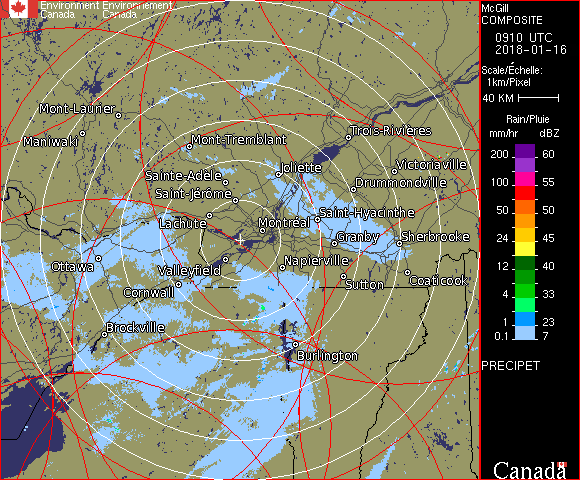 Environment Environnement
Canada Canada
McGill
COMPOSITE
0910 UTC
2018-01-16
Scale/Échelle:
1km/Pixel
40 KM
Rain/Pluie
mm/hr dBZ
200 60
100 55
50 50
24 45
12 40
4 33
1 23
0.1 7
PRECIPET
Canada
Mont-Laurier
Maniwaki
Mont-Tremblant
Trois-Rivières
Joliette
Victoriaville
Sainte-Adèle
Drummondville
Saint-Jérôme
Saint-Hyacinthe
Lachute
Montréal
Granby
Sherbrooke
Ottawa
Valleyfield
Napierville
Cornwall
Sutton
Coaticook
Brockville
Burlington